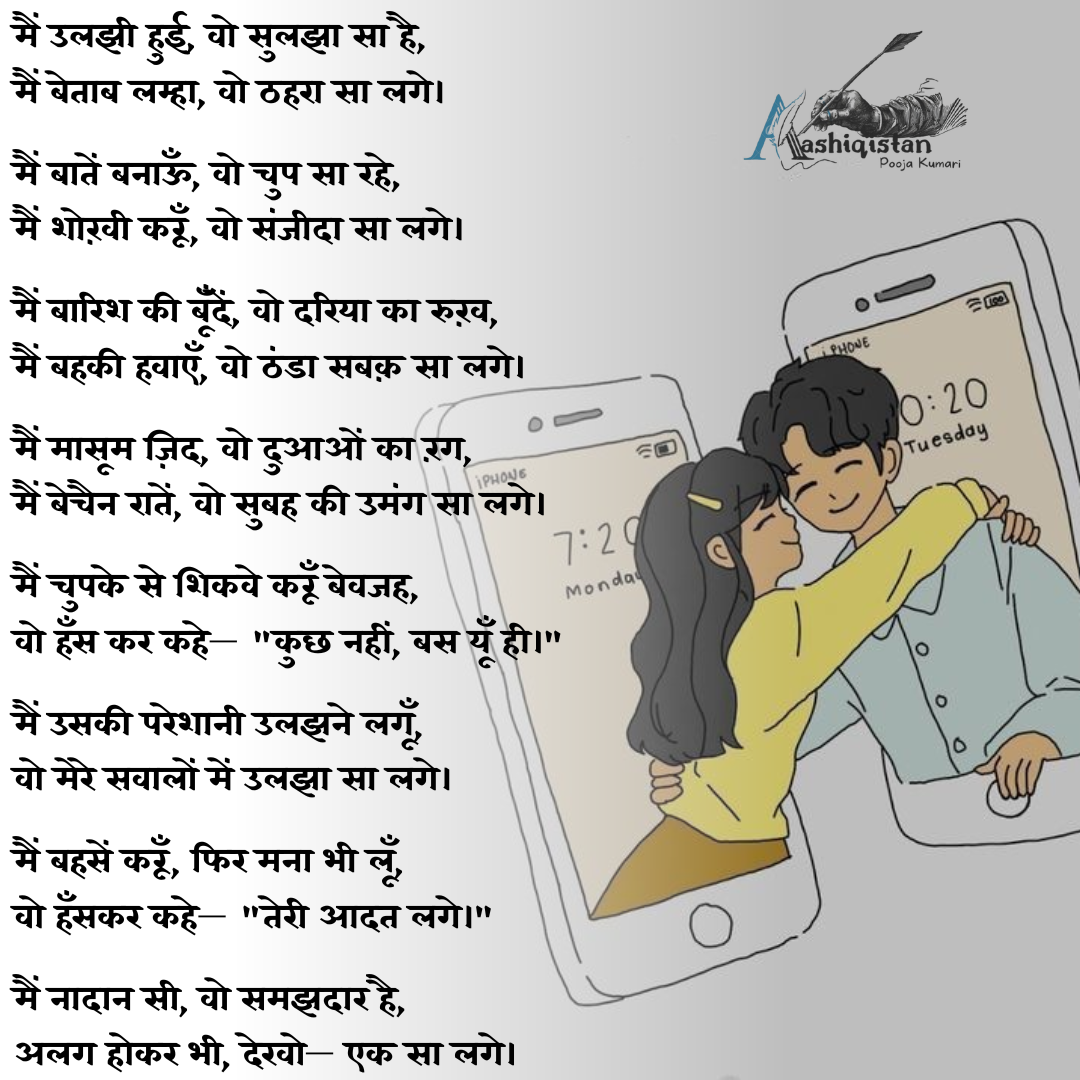 मैं उलझी हुई, वो सुलझा सा है,
मैं बेताब लम्हा, वो ठहरा सा लगे।
मैं बातें बनाऊँ, वो चुप सा रहे,
मैं शोख़ी करूँ, वो संजीदा सा लगे।
मैं बारिश की बूँदें, वो दरिया का रुख़,
मैं बहकी हवाएँ, वो ठंडा सबक़ सा लगे।
मैं मासूम ज़िद, वो दुआओं का रग़,
मैं बेचैन रातें, वो सुबह की उमंग सा लगे।
मैं चुपके से शिकवे करूँ बेवजह,
वो हँस कर कहे— "कुछ नहीं, बस यूँ ही।"
मैं उसकी परेशानी उलझने लगूँ,
वो मेरे सवालों में उलझा सा लगे।
मैं बहसें करूँ, फिर मना भी लूँ,
वो हँसकर कहे— "तेरी आदत लगे।"
मैं नादान सी, वो समझदार है,
अलग होकर भी, देखो— एक सा लगे।
Aashiqistan
Pooja Kumari
iPHONE
100
0:20
Tuesday
iPHONE
7:20
Monday